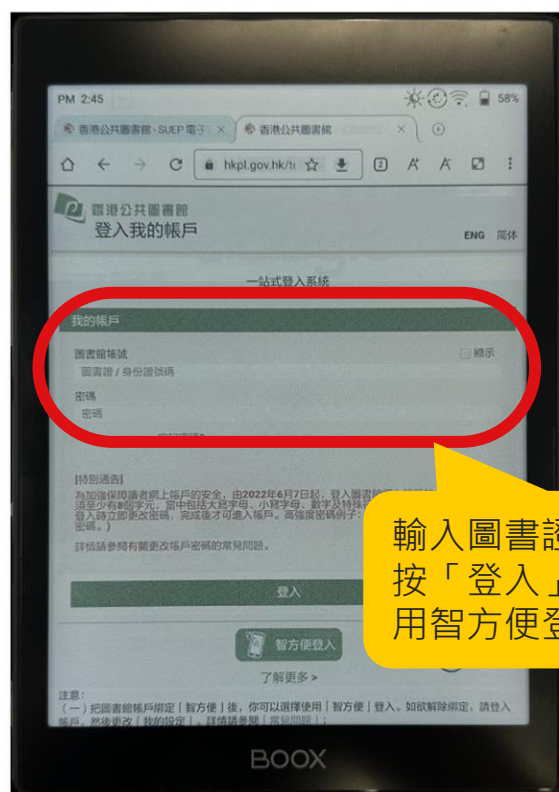 PM 2:45
58%
香港公共圖書館 - SUEP 電子
香港公共圖書館
hkpl.gov.hk/tc
香港公共圖書館
登入我的帳戶
ENG 简体
一站式登入系統
我的帳戶
圖書館帳號
顯示
圖書證 / 身份證號碼
密碼
密碼
[特別通告]
為加強保障讀者網上帳戶的安全，由2022年6月7日起，登入圖書館
須至少有8個字元，當中包括大寫字母、小寫字母、數字及特殊
登入時立即更改密碼，完成後才可進入帳戶。高強度密碼例子：
密碼。)
詳情請參閱有關更改帳戶密碼的常見問題。
登入
智方便登入
了解更多 >
注意：
(一) 把圖書館帳戶綁定「智方便」後，你可以選擇使用「智方便」登入。如欲解除綁定，請登入
帳戶，然後更改「我的設定」。詳情請參閱「常見問題」；
BOOX
輸入圖書證
按「登入」
用智方便登